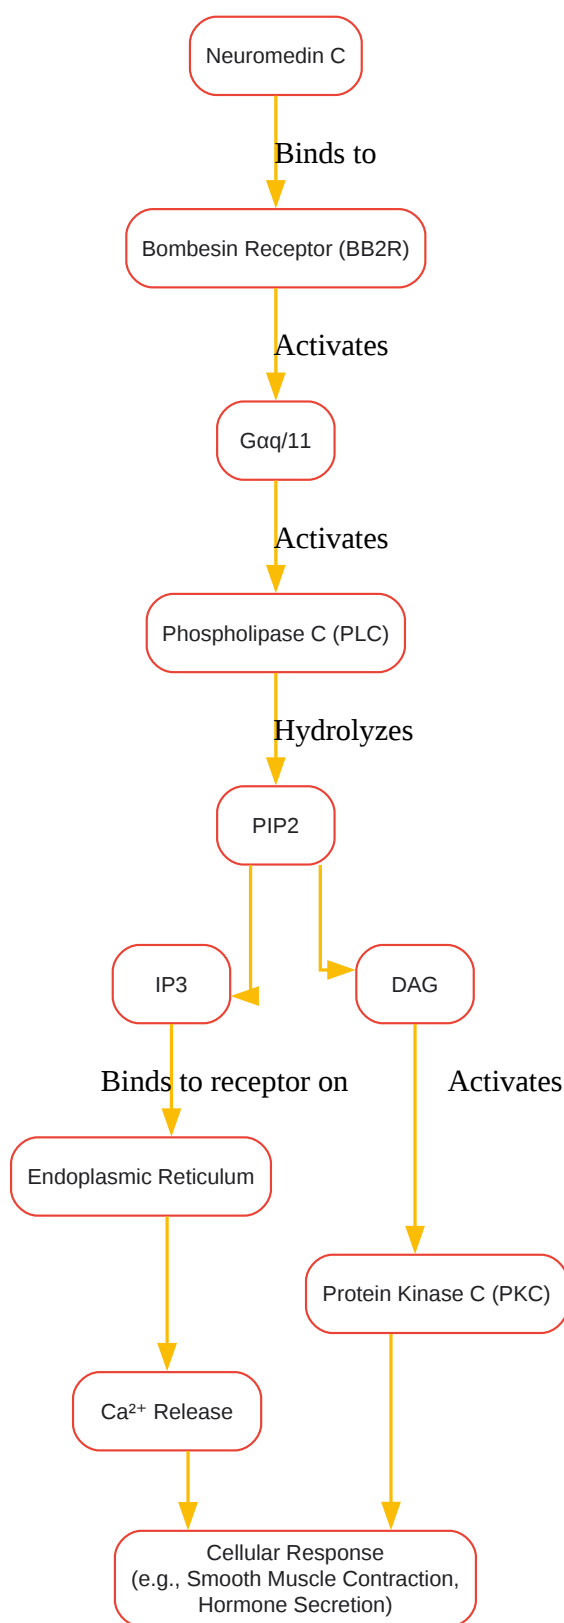 Neuromedin C
Binds to
Bombesin Receptor (BB2R)
Activates
Gαq/11
Activates
Phospholipase C (PLC)
Hydrolyzes
PIP2
IP3
DAG
Binds to receptor on
Activates
Endoplasmic Reticulum
Protein Kinase C (PKC)
Ca²⁺ Release
Cellular Response
(e.g., Smooth Muscle Contraction,
Hormone Secretion)